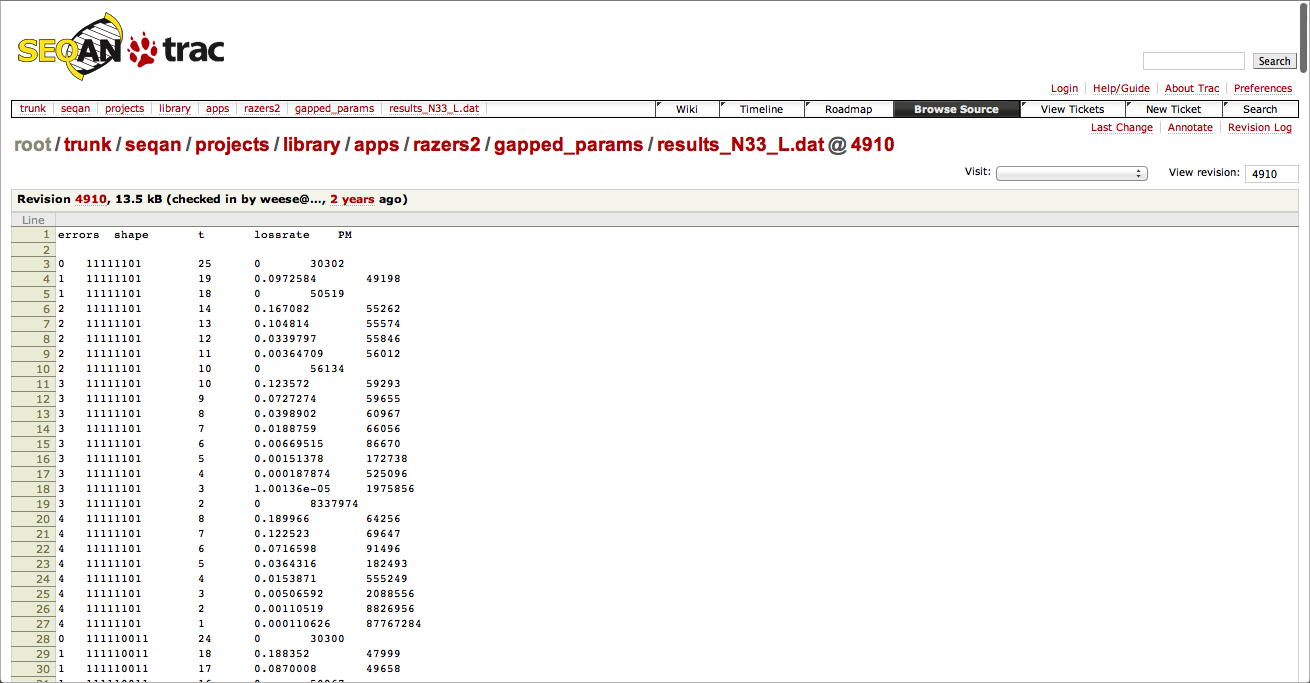 SEQAN trac
Search
Login Help/Guide About Trac Preferences
trunk seqan projects library apps razers2 gapped_params results_N33_L.dat Wiki Timeline Roadmap Browse Source View Tickets New Ticket Search
Last Change Annotate Revision Log
root/trunk/seqan/projects/library/apps/razers2/gapped_params/results_N33_L.dat @ 4910
Visit: View revision: 4910
Revision 4910, 13.5 kB (checked in by weese@…, 2 years ago)
Line
1 errors shape t lossrate PM
2
3 0 11111101 25 0 30302
4 1 11111101 19 0.0972584 49198
5 1 11111101 18 0 50519
6 2 11111101 14 0.167082 55262
7 2 11111101 13 0.104814 55574
8 2 11111101 12 0.0339797 55846
9 2 11111101 11 0.00364709 56012
10 2 11111101 10 0 56134
11 3 11111101 10 0.123572 59293
12 3 11111101 9 0.0727274 59655
13 3 11111101 8 0.0398902 60967
14 3 11111101 7 0.0188759 66056
15 3 11111101 6 0.00669515 86670
16 3 11111101 5 0.00151378 172738
17 3 11111101 4 0.000187874 525096
18 3 11111101 3 1.00136e-05 1975856
19 3 11111101 2 0 8337974
20 4 11111101 8 0.189966 64256
21 4 11111101 7 0.122523 69647
22 4 11111101 6 0.0716598 91496
23 4 11111101 5 0.0364316 182493
24 4 11111101 4 0.0153871 555249
25 4 11111101 3 0.00506592 2088556
26 4 11111101 2 0.00110519 8826956
27 4 11111101 1 0.000110626 87767284
28 0 111110011 24 0 30300
29 1 111110011 18 0.188352 47999
30 1 111110011 17 0.0870008 49658